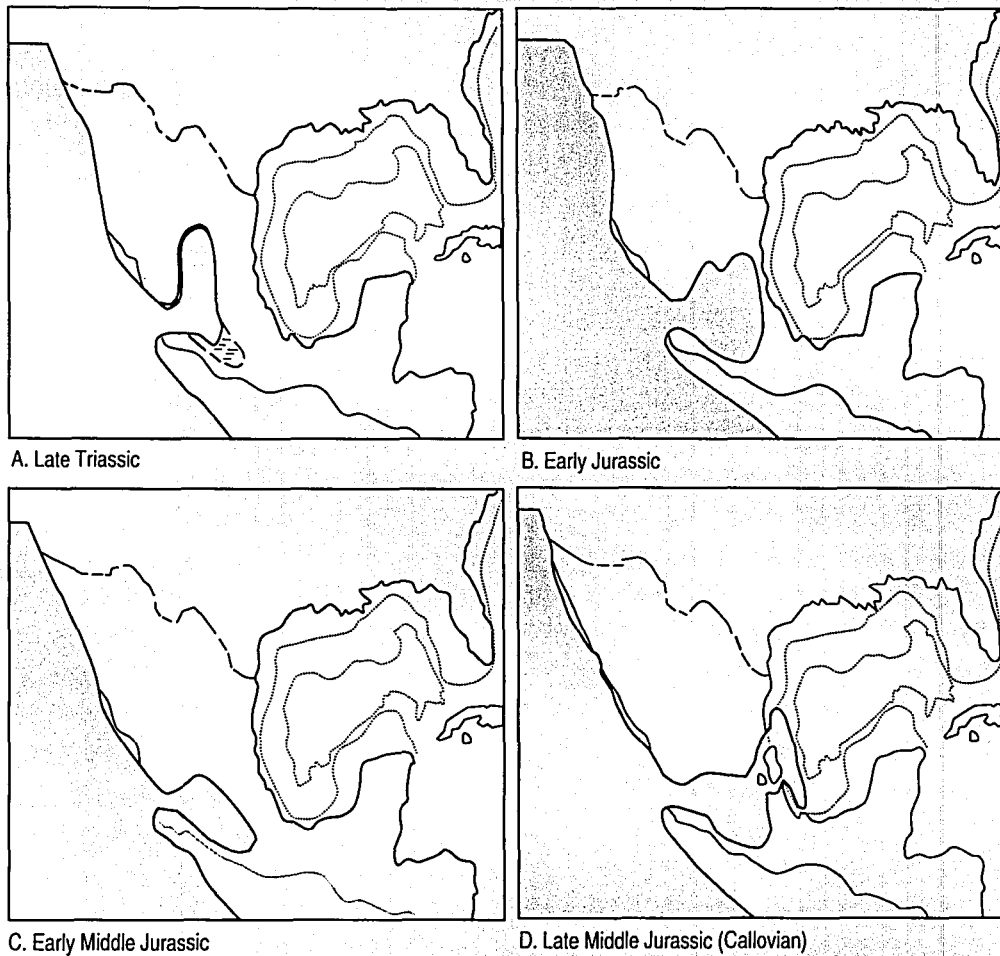 A. Late Triassic
B. Early Jurassic
C. Early Middle Jurassic
D. Late Middle Jurassic (Callovian)